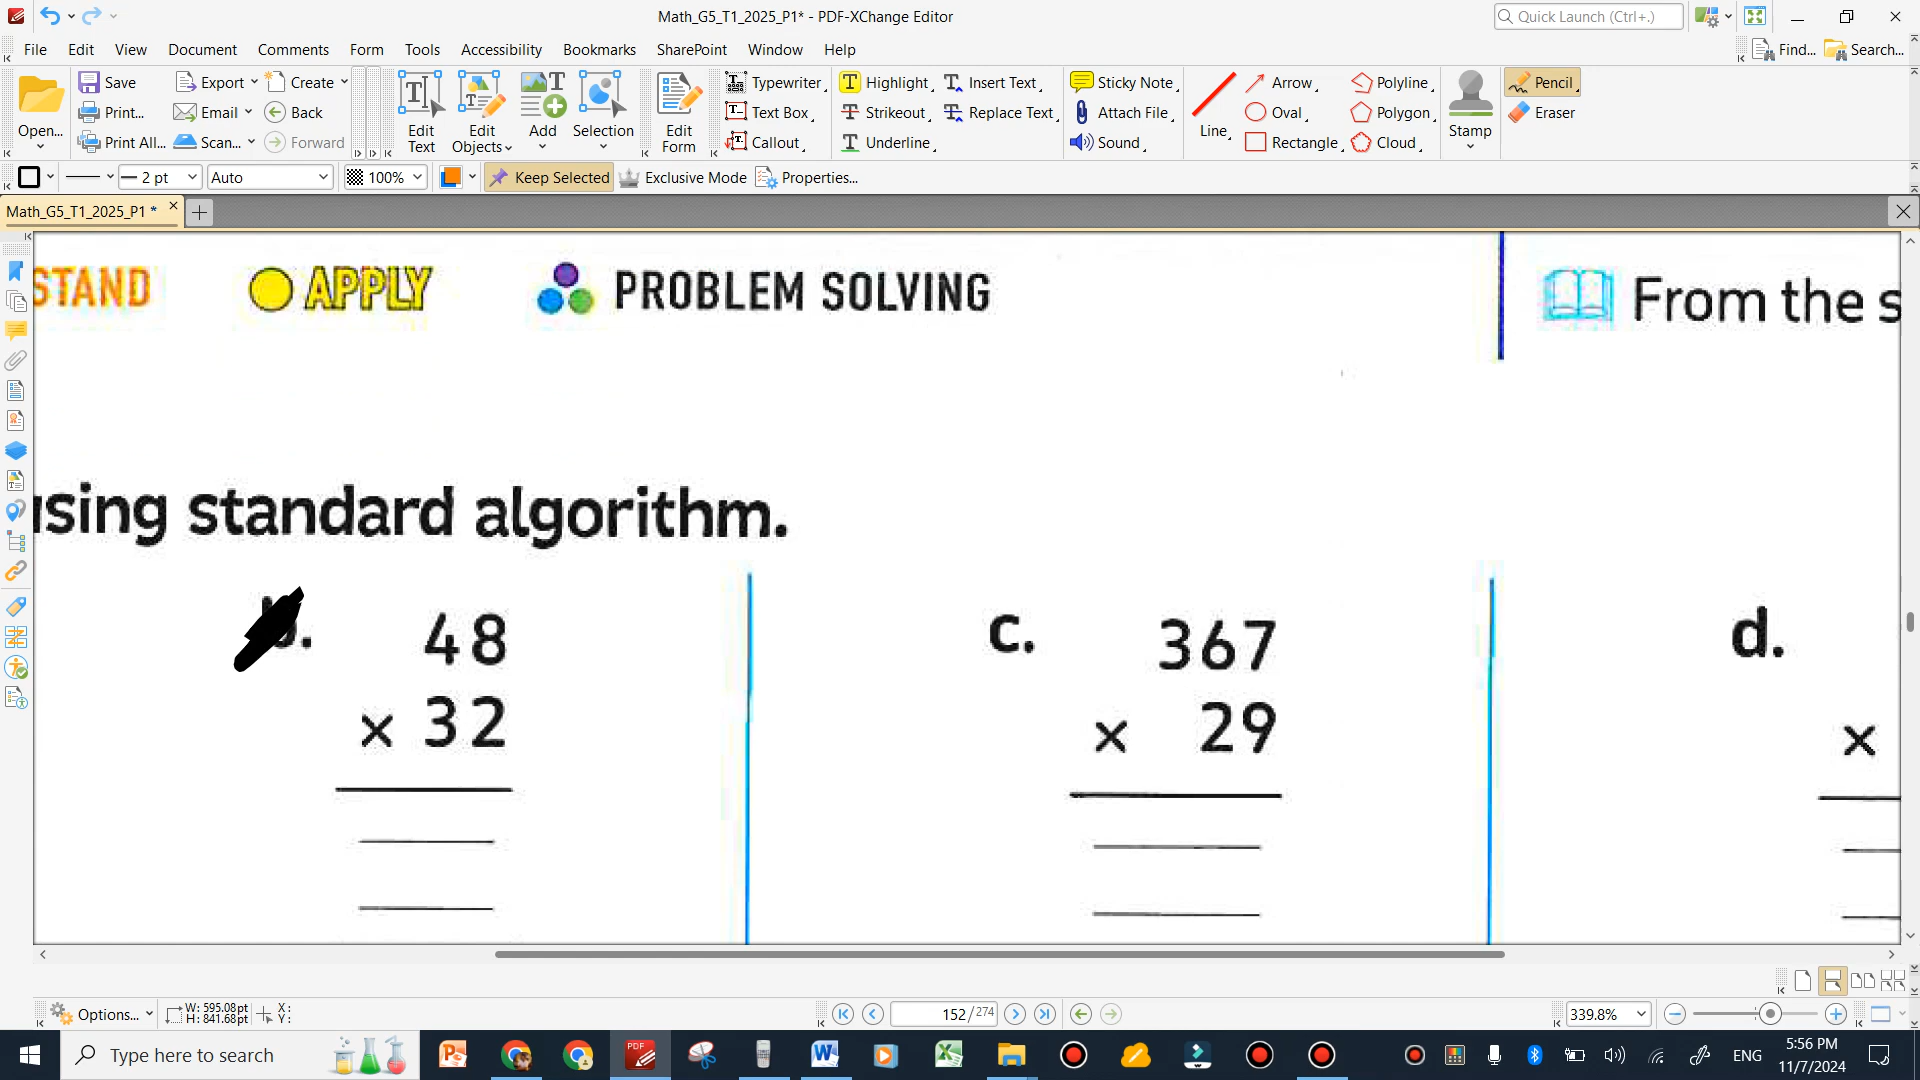 Math_G5_T1_2025_P1* - PDF-XChange Editor
Quick Launch (Ctrl+.)
File Edit View Document Comments Form Tools Accessibility Bookmarks SharePoint Window Help
Find... Search...
Open...
Save Export Create
Print... Email Back
Print All... Scan... Forward
Edit Text
Edit Objects
Add
Selection
Edit Form
Typewriter Highlight Insert Text
Text Box Strikeout Replace Text
Callout Underline
Sticky Note
Attach File
Sound
Line
Arrow Polyline
Oval Polygon
Rectangle Cloud
Stamp
Pencil
Eraser
2 pt Auto 100% Keep Selected Exclusive Mode Properties...
Math_G5_T1_2025_P1 *
STAND APPLY PROBLEM SOLVING
From the s
using standard algorithm.
b. 48
× 32
c. 367
× 29
d.
×
Options... W: 595.08pt H: 841.68pt X: Y:
152/274
339.8%
Type here to search
ENG
5:56 PM
11/7/2024